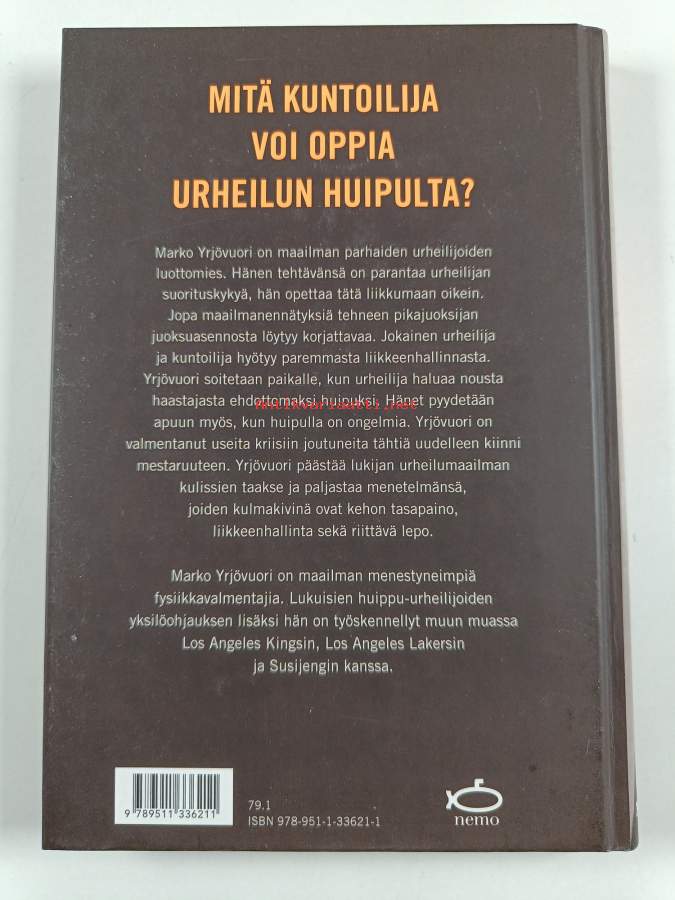 MITÄ KUNTOILIJA
VOI OPPIA
URHEILUN HUIPULTA?
Marko Yrjövuori on maailman parhaiden urheilijoiden
luottomies. Hänen tehtävänsä on parantaa urheilijan
suorituskykyä, hän opettaa tätä liikkumaan oikein.
Jopa maailmanennätyksiä tehneen pikajuoksijan
juoksuasennosta löytyy korjattavaa. Jokainen urheilija
ja kuntoilija hyötyy paremmasta liikkeenhallinnasta.
Yrjövuori soitetaan paikalle, kun urheilija haluaa nousta
haastajasta ehdottomaksi huipuksi. Hänet pyydetään
antikvariaatti.net
apuun myös, kun huipulla on ongelmia. Yrjövuori on
valmentanut useita kriisiin joutuneita tähtiä uudelleen kiinni
mestaruuteen. Yrjövuori päästää lukijan urheilumaailman
kulissien taakse ja paljastaa menetelmänsä,
joiden kulmakivinä ovat kehon tasapaino,
liikkeenhallinta sekä riittävä lepo.
Marko Yrjövuori on maailman menestyneimpiä
fysiikkavalmentajia. Lukuisien huippu-urheilijoiden
yksilöohjauksen lisäksi hän on työskennellyt muun muassa
Los Angeles Kingsin, Los Angeles Lakersin
ja Susijengin kanssa.
9 789511 336211
79.1
ISBN 978-951-1-33621-1
nemo